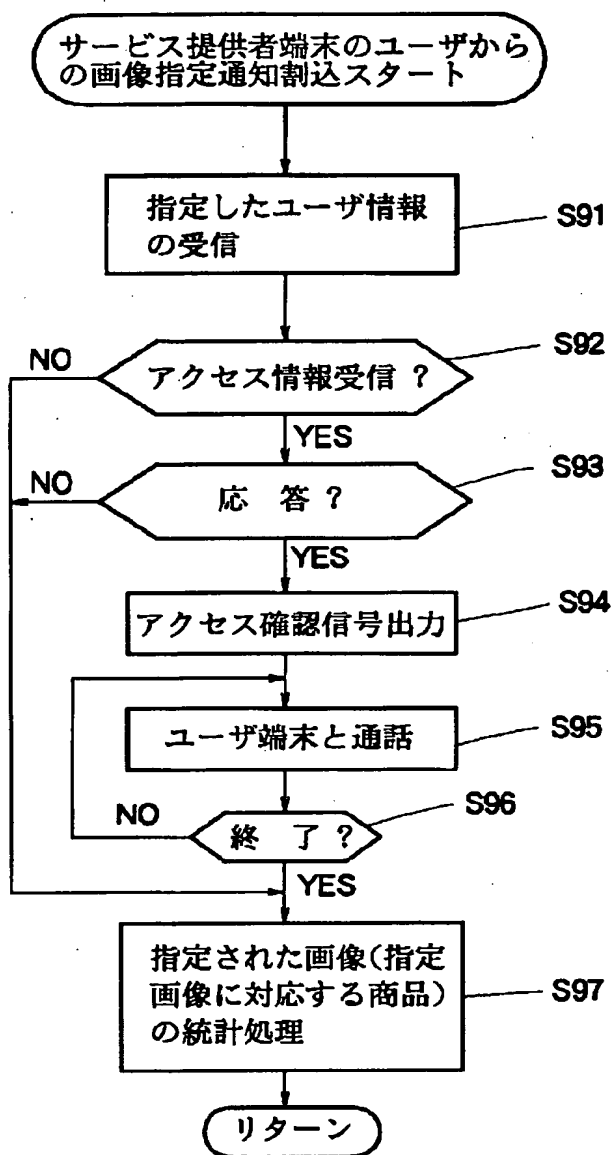 サービス提供者端末のユーザから
の画像指定通知割込スタート
指定したユーザ情報
の受信
S91
アクセス情報受信 ?
S92
NO
YES
応 答 ?
S93
NO
YES
アクセス確認信号出力
S94
ユーザ端末と通話
S95
終 了 ?
S96
NO
YES
指定された画像(指定
画像に対応する商品)
の統計処理
S97
リターン